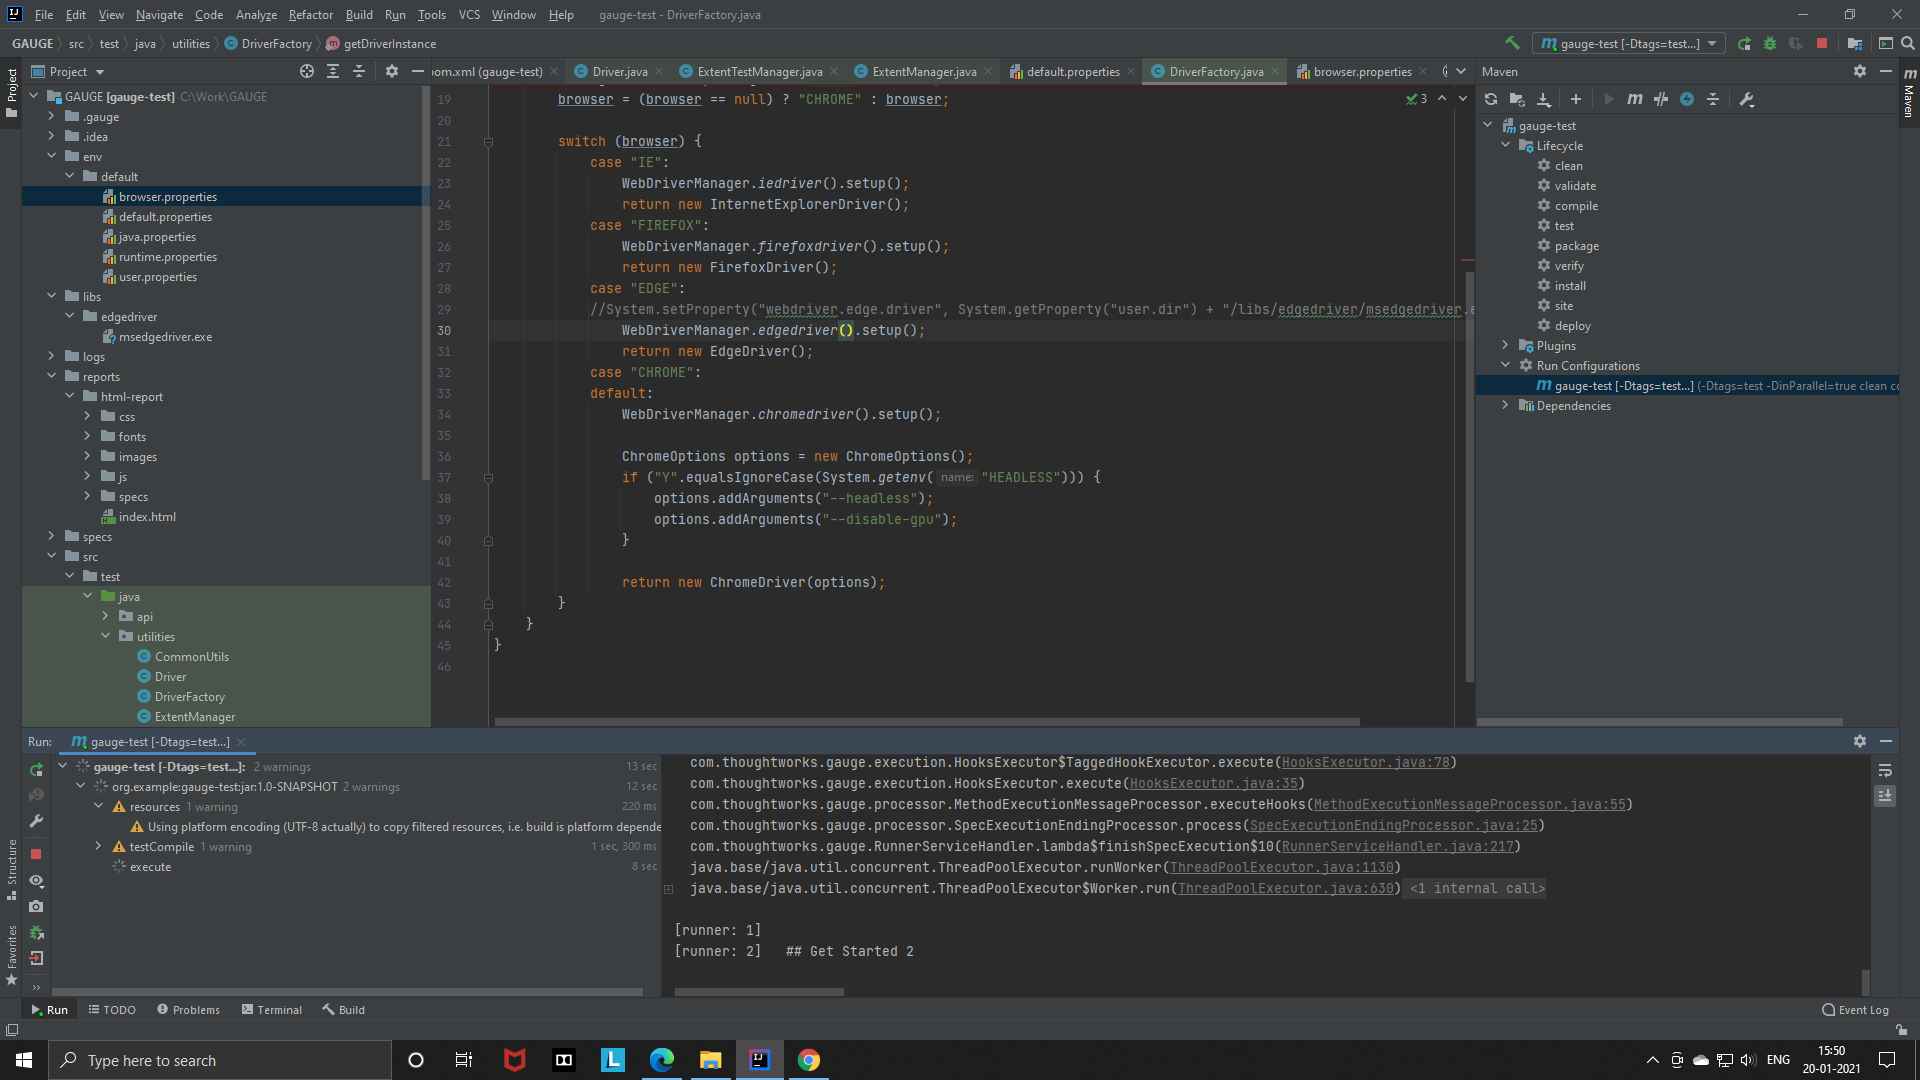 File Edit View Navigate Code Analyze Refactor Build Run Tools VCS Window Help gauge-test - DriverFactory.java
GAUGE src test java utilities DriverFactory getDriverInstance
gauge-test [-Dtags=test...]
Project
pom.xml (gauge-test) Driver.java ExtentTestManager.java ExtentManager.java default.properties DriverFactory.java browser.properties
Maven
Project
GAUGE [gauge-test] C:\Work\GAUGE
.gauge
.idea
env
default
browser.properties
default.properties
java.properties
runtime.properties
user.properties
libs
edgedriver
msedgedriver.exe
logs
reports
html-report
css
fonts
images
js
specs
index.html
specs
src
test
java
api
utilities
CommonUtils
Driver
DriverFactory
ExtentManager
19 browser = (browser == null) ? "CHROME" : browser;
3
20
21 switch (browser) {
22 case "IE":
23 WebDriverManager.iedriver().setup();
24 return new InternetExplorerDriver();
25 case "FIREFOX":
26 WebDriverManager.firefoxdriver().setup();
27 return new FirefoxDriver();
28 case "EDGE":
29 //System.setProperty("webdriver.edge.driver", System.getProperty("user.dir") + "/libs/edgedriver/msedgedriver.e
30 WebDriverManager.edgedriver().setup();
31 return new EdgeDriver();
32 case "CHROME":
33 default:
34 WebDriverManager.chromedriver().setup();
35
36 ChromeOptions options = new ChromeOptions();
37 if ("Y".equalsIgnoreCase(System.getenv( name: "HEADLESS"))) {
38 options.addArguments("--headless");
39 options.addArguments("--disable-gpu");
40 }
41
42 return new ChromeDriver(options);
43 }
44 }
45 }
46
gauge-test
Lifecycle
clean
validate
compile
test
package
verify
install
site
deploy
Plugins
Run Configurations
gauge-test [-Dtags=test...] (-Dtags=test -DinParallel=true clean co
Dependencies
Maven
Run: gauge-test [-Dtags=test...]
gauge-test [-Dtags=test...]: 2 warnings 13 sec
org.example:gauge-test:jar:1.0-SNAPSHOT 2 warnings 12 sec
resources 1 warning 220 ms
Using platform encoding (UTF-8 actually) to copy filtered resources, i.e. build is platform depende
testCompile 1 warning 1 sec, 300 ms
execute 8 sec
com.thoughtworks.gauge.execution.HooksExecutor$TaggedHookExecutor.execute(HooksExecutor.java:78)
com.thoughtworks.gauge.execution.HooksExecutor.execute(HooksExecutor.java:35)
com.thoughtworks.gauge.processor.MethodExecutionMessageProcessor.executeHooks(MethodExecutionMessageProcessor.java:55)
com.thoughtworks.gauge.processor.SpecExecutionEndingProcessor.process(SpecExecutionEndingProcessor.java:25)
com.thoughtworks.gauge.RunnerServiceHandler.lambda$finishSpecExecution$10(RunnerServiceHandler.java:217)
java.base/java.util.concurrent.ThreadPoolExecutor.runWorker(ThreadPoolExecutor.java:1130)
java.base/java.util.concurrent.ThreadPoolExecutor$Worker.run(ThreadPoolExecutor.java:630) <1 internal call>
[runner: 1]
[runner: 2] ## Get Started 2
Structure
Favorites
Run TODO Problems Terminal Build Event Log
Type here to search
ENG
15:50
20-01-2021